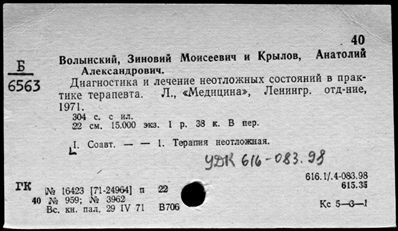 40
Волынский, Зиновий Моисеевич и Крылов, Анатолий
Александрович.
Б
6563
Диагностика и лечение неотложных состояний в прак-
тике терапевта. Л., «Медицина», Ленингр. отд-ние,
1971.
304 с. с ил.
22 см. 15.000 экз. 1 р. 38 к. В пер.
I. Соавт. — — 1. Терапия неотложная.
УДК 616-083.98
616.1/.4-083.98
615.35
ГК № 16423 [71-24964] п 22
40 № 959; № 3962
Вс. кн. пал. 29 IV 71 В706
Кс 5—3—1